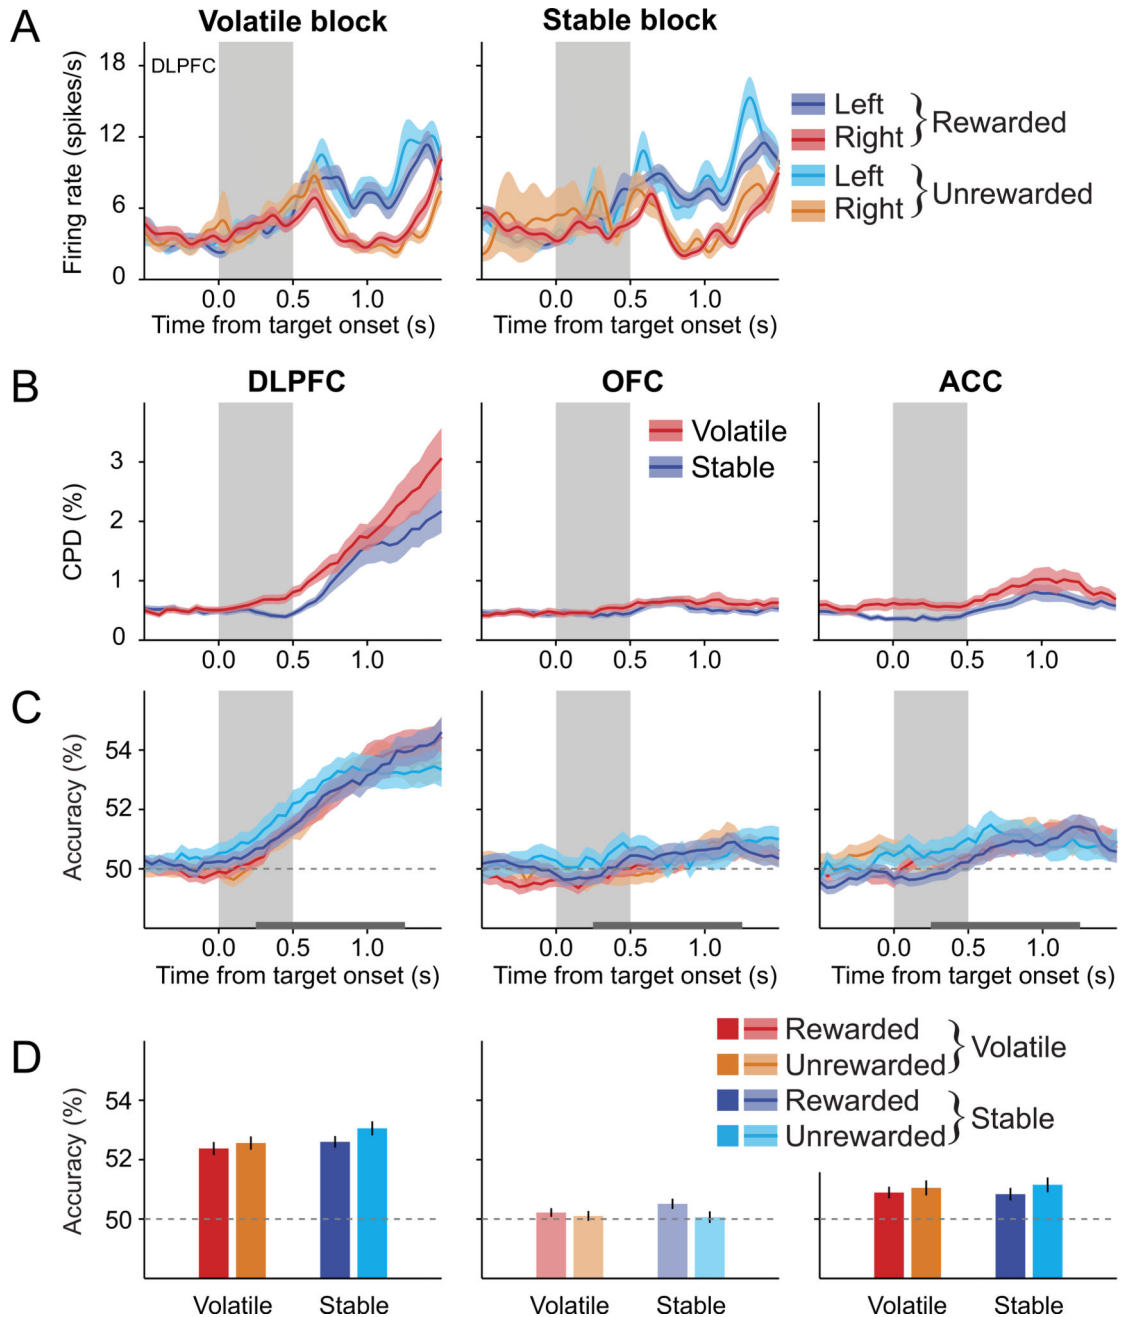 A
Volatile block
Stable block
Firing rate (spikes/s)
18
12
6
0
DLPFC
0.0 0.5 1.0
Time from target onset (s)
0.0 0.5 1.0
Time from target onset (s)
Left
Right
Rewarded
Left
Right
Unrewarded
B
DLPFC
OFC
ACC
CPD (%)
3
2
1
0
Volatile
Stable
0.0 0.5 1.0
0.0 0.5 1.0
0.0 0.5 1.0
C
Accuracy (%)
54
52
50
0.0 0.5 1.0
0.0 0.5 1.0
0.0 0.5 1.0
Time from target onset (s)
Time from target onset (s)
Time from target onset (s)
D
Accuracy (%)
54
52
50
Rewarded
Unrewarded
Volatile
Rewarded
Unrewarded
Stable
Volatile Stable
Volatile Stable
Volatile Stable